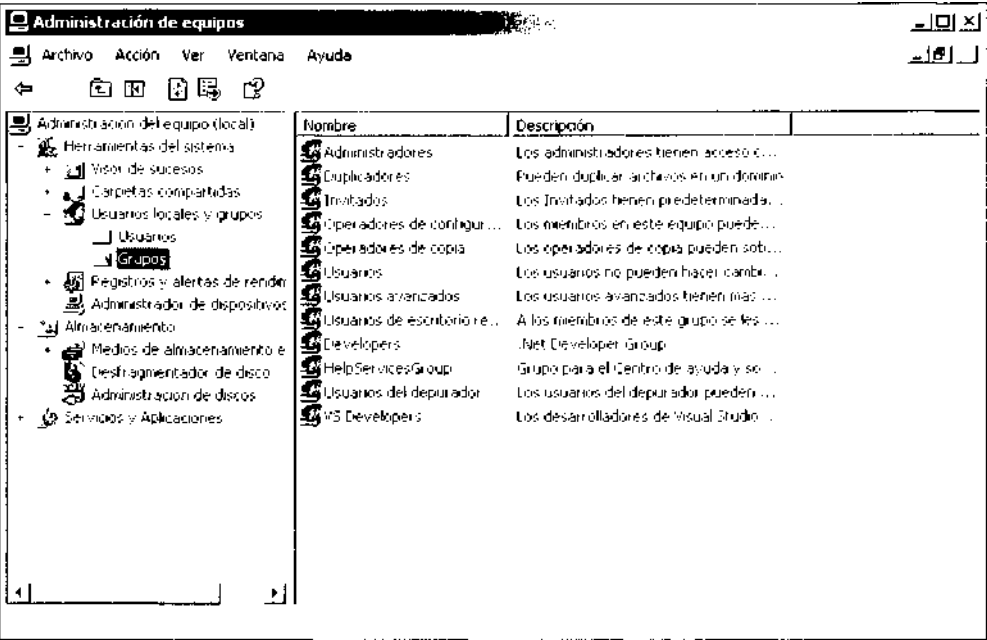 Administración de equipos
Archivo Acción Ver Ventana Ayuda
Administración del equipo (local)
Herramientas del sistema
Visor de sucesos
Carpetas compartidas
Usuarios locales y grupos
Usuarios
Grupos
Registros y alertas de rendim
Administrador de dispositivos
Almacenamiento
Medios de almacenamiento e
Desfragmentador de disco
Administración de discos
Servicios y Aplicaciones
Nombre Descripción
Administradores Los administradores tienen acceso c...
Duplicadores Pueden duplicar archivos en un dominio
Invitados Los Invitados tienen predeterminada...
Operadores de configur... Los miembros en este equipo puede...
Operadores de copia Los operadores de copia pueden sob...
Usuarios Los usuarios no pueden hacer cambi...
Usuarios avanzados Los usuarios avanzados tienen más ...
Usuarios de escritorio re... A los miembros de este grupo se les ...
Developers .Net Developer Group
HelpServicesGroup Grupo para el Centro de ayuda y so...
Usuarios del depurador Los usuarios del depurador pueden ...
VS Developers Los desarrolladores de Visual Studio ...